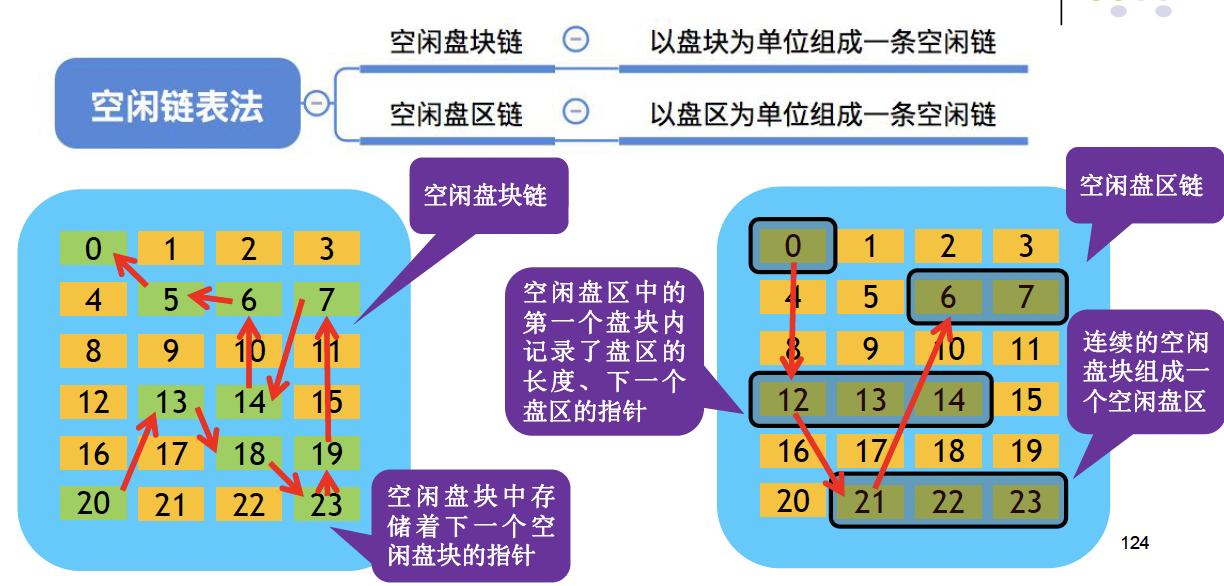 空闲链表法
空闲盘块链
以盘块为单位组成一条空闲链
空闲盘区链
以盘区为单位组成一条空闲链
空闲盘块链
0 1 2 3
4 5 6 7
8 9 10 11
12 13 14 15
16 17 18 19
20 21 22 23
空闲盘块中存
储着下一个空
闲盘块的指针
空闲盘区链
空闲盘区中的
第一个盘块内
记录了盘区的
长度、下一个
盘区的指针
0 1 2 3
4 5 6 7
8 9 10 11
12 13 14 15
16 17 18 19
20 21 22 23
连续的空闲
盘块组成一
个空闲盘区
124